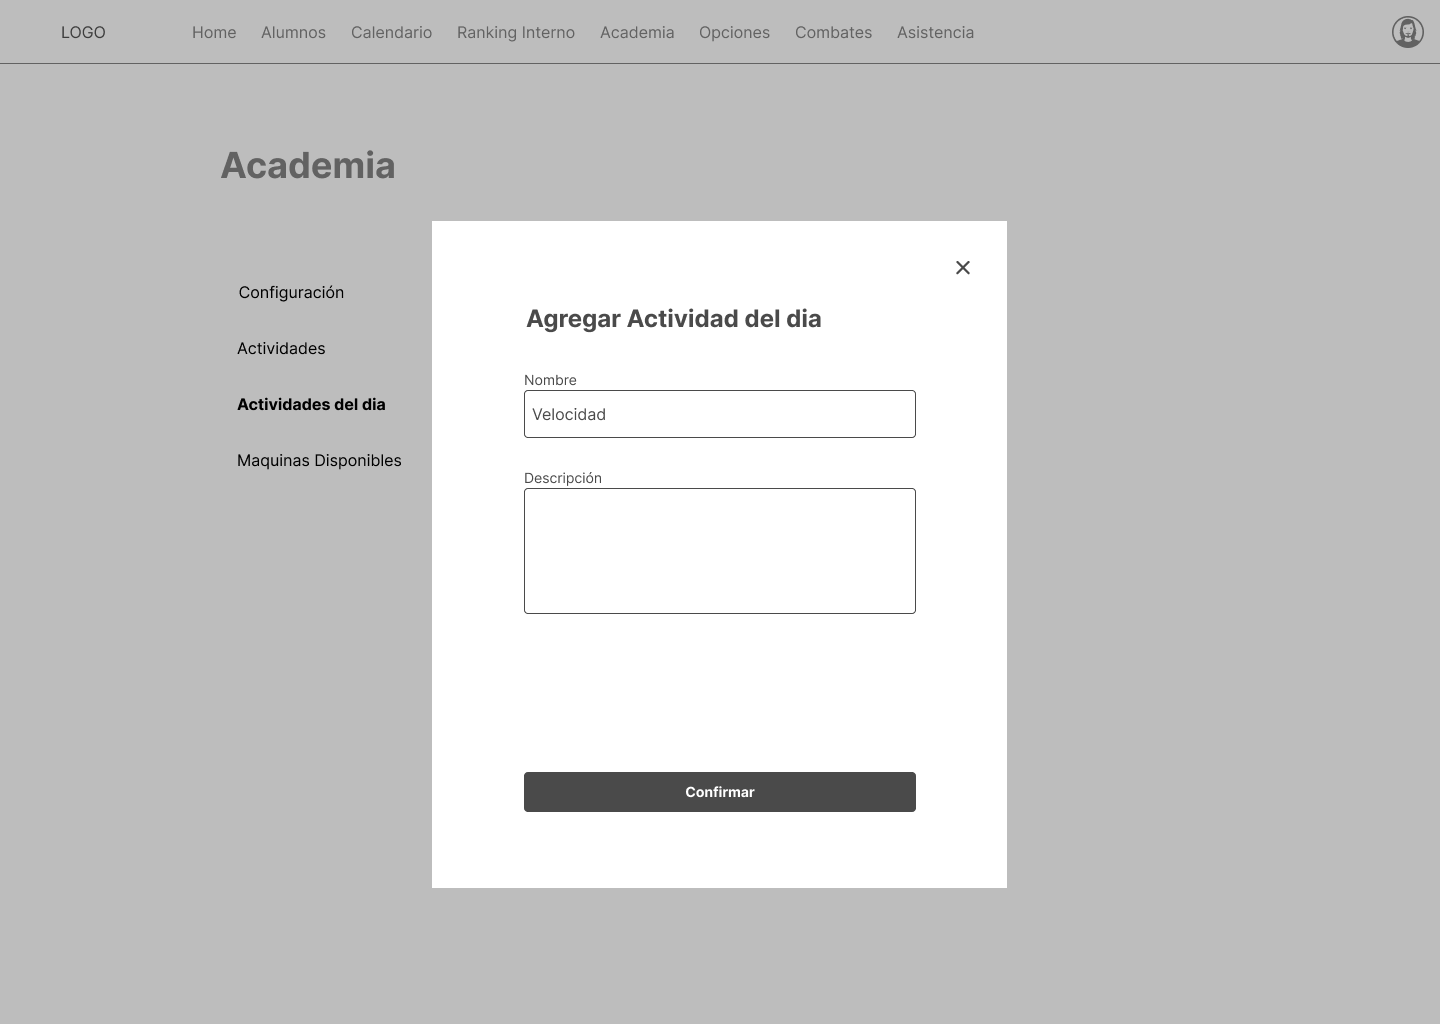 LOGO Home Alumnos Calendario Ranking Interno Academia Opciones Combates Asistencia
Academia
Configuración
Actividades
Actividades del dia
Maquinas Disponibles
Agregar Actividad del dia
Nombre
Velocidad
Descripción
Confirmar